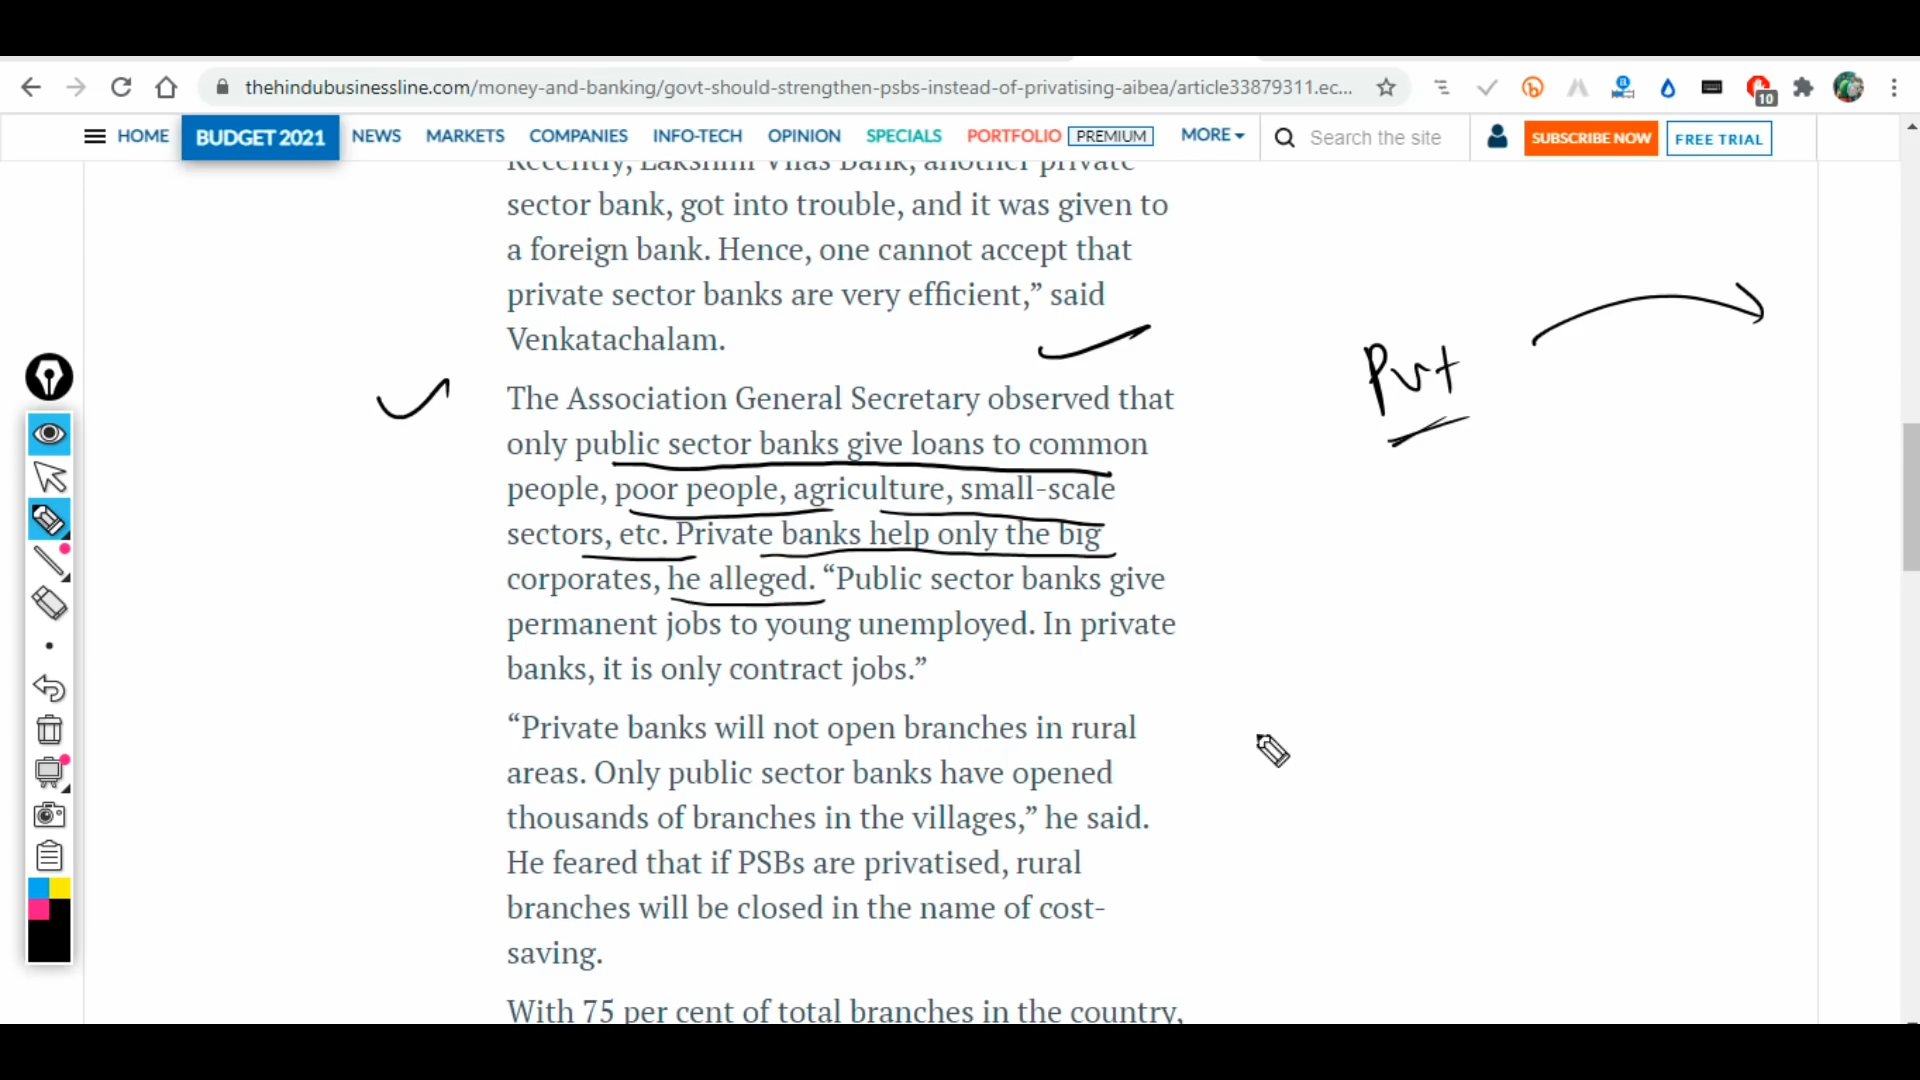 thehindubusinessline.com/money-and-banking/govt-should-strengthen-psbs-instead-of-privatising-aibea/article33879311.ec...
10
HOME BUDGET 2021 NEWS MARKETS COMPANIES INFO-TECH OPINION SPECIALS PORTFOLIO PREMIUM MORE Search the site SUBSCRIBE NOW FREE TRIAL
Recently, Lakshmi Vilas Bank, another private
sector bank, got into trouble, and it was given to
a foreign bank. Hence, one cannot accept that
private sector banks are very efficient,” said
Venkatachalam.
Pvt
The Association General Secretary observed that
only public sector banks give loans to common
people, poor people, agriculture, small-scale
sectors, etc. Private banks help only the big
corporates, he alleged. “Public sector banks give
permanent jobs to young unemployed. In private
banks, it is only contract jobs.”
“Private banks will not open branches in rural
areas. Only public sector banks have opened
thousands of branches in the villages,” he said.
He feared that if PSBs are privatised, rural
branches will be closed in the name of cost-
saving.
With 75 per cent of total branches in the country,